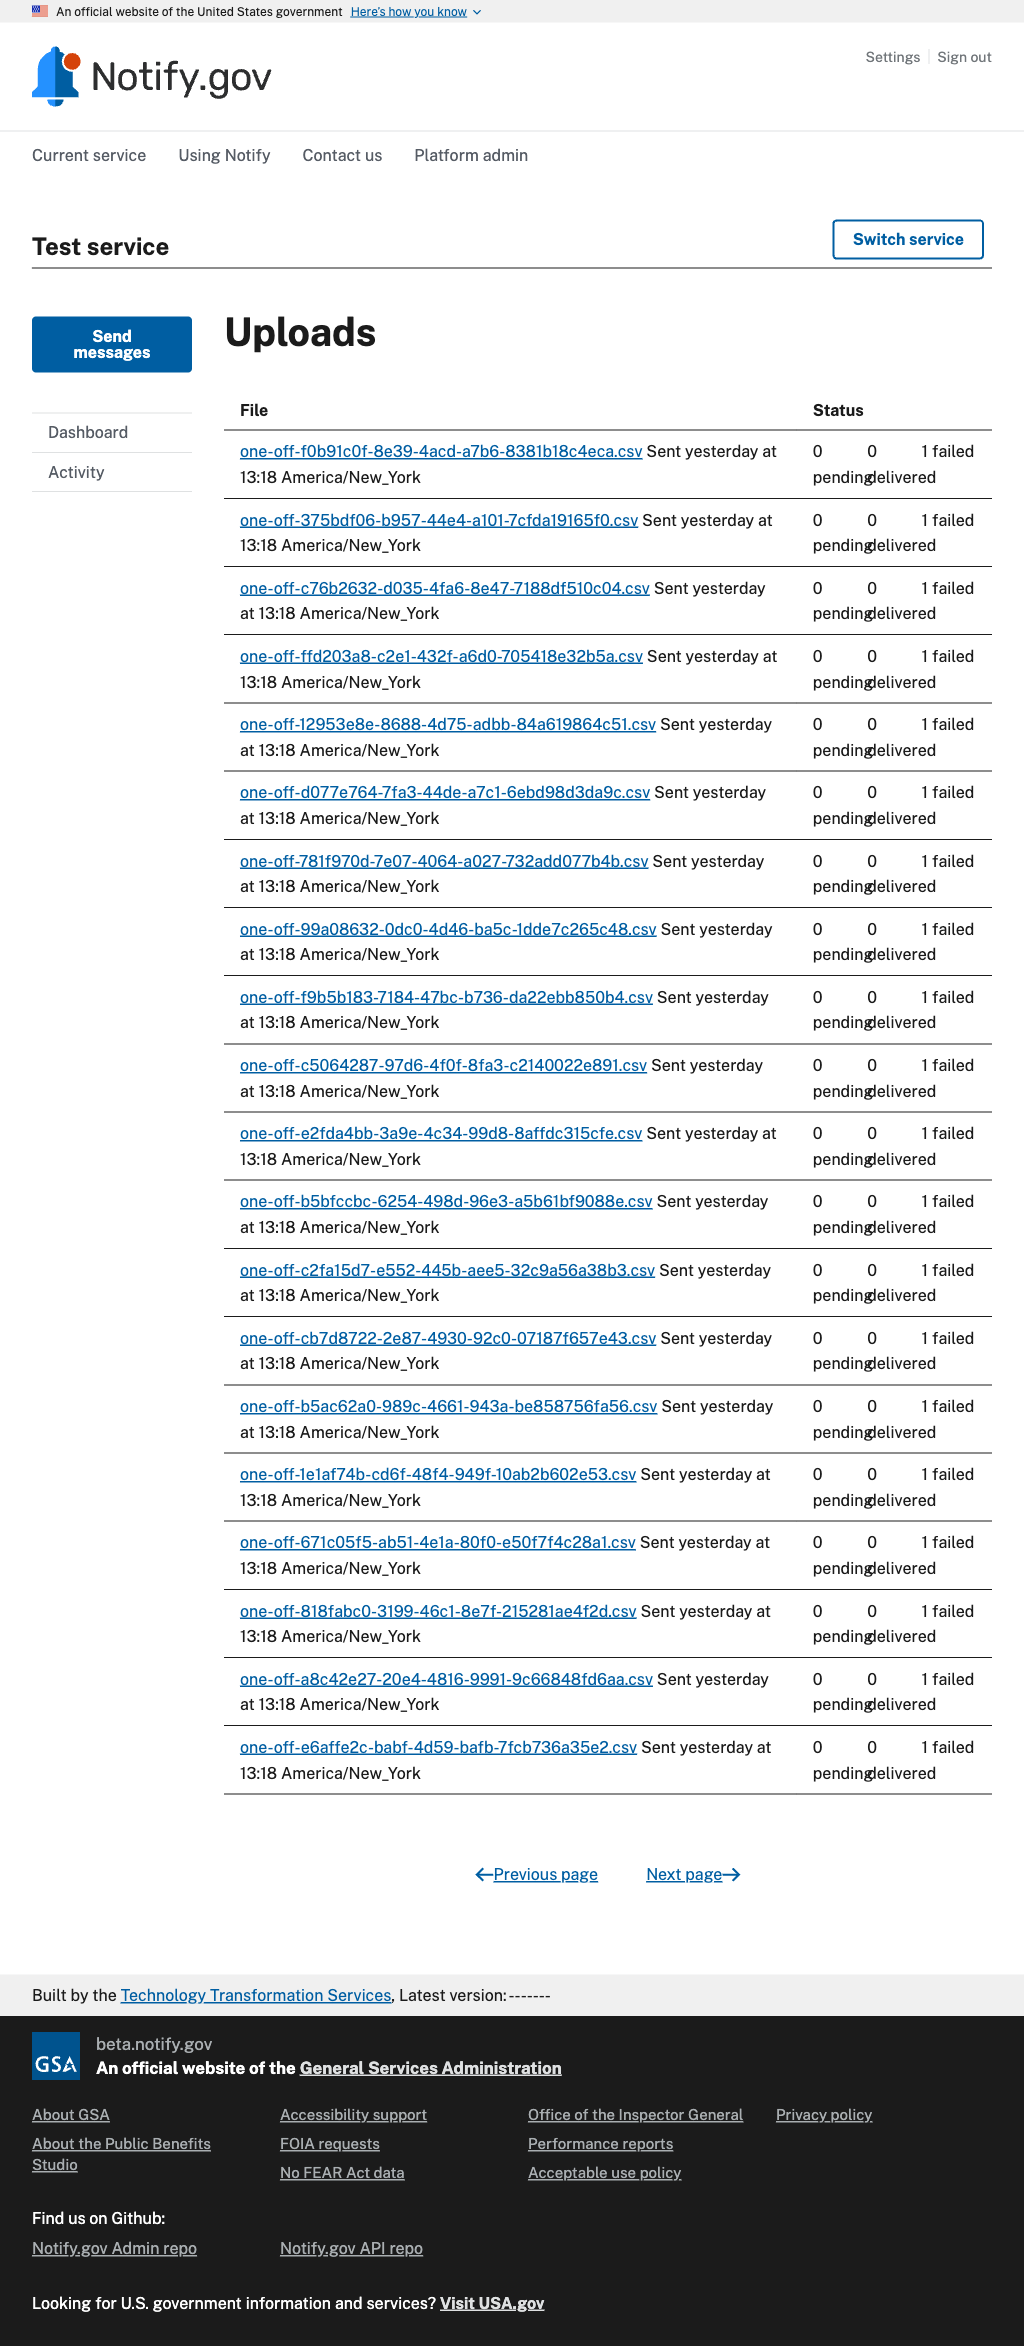 An official website of the United States government Here's how you know
Notify.gov
Settings Sign out
Current service Using Notify Contact us Platform admin
Test service
Switch service
Send
messages
Dashboard
Activity
Uploads
File Status
one-off-f0b91c0f-8e39-4acd-a7b6-8381b18c4eca.csv Sent yesterday at 0 0 1 failed
13:18 America/New_York pending delivered
one-off-375bdf06-b957-44e4-a101-7cfda19165f0.csv Sent yesterday at 0 0 1 failed
13:18 America/New_York pending delivered
one-off-c76b2632-d035-4fa6-8e47-7188df510c04.csv Sent yesterday 0 0 1 failed
at 13:18 America/New_York pending delivered
one-off-ffd203a8-c2e1-432f-a6d0-705418e32b5a.csv Sent yesterday at 0 0 1 failed
13:18 America/New_York pending delivered
one-off-12953e8e-8688-4d75-adbb-84a619864c51.csv Sent yesterday 0 0 1 failed
at 13:18 America/New_York pending delivered
one-off-d077e764-7fa3-44de-a7c1-6ebd98d3da9c.csv Sent yesterday 0 0 1 failed
at 13:18 America/New_York pending delivered
one-off-781f970d-7e07-4064-a027-732add077b4b.csv Sent yesterday 0 0 1 failed
at 13:18 America/New_York pending delivered
one-off-99a08632-0dc0-4d46-ba5c-1dde7c265c48.csv Sent yesterday 0 0 1 failed
at 13:18 America/New_York pending delivered
one-off-f9b5b183-7184-47bc-b736-da22ebb850b4.csv Sent yesterday 0 0 1 failed
at 13:18 America/New_York pending delivered
one-off-c5064287-97d6-4f0f-8fa3-c2140022e891.csv Sent yesterday 0 0 1 failed
at 13:18 America/New_York pending delivered
one-off-e2fda4bb-3a9e-4c34-99d8-8affdc315cfe.csv Sent yesterday at 0 0 1 failed
13:18 America/New_York pending delivered
one-off-b5bfccbc-6254-498d-96e3-a5b61bf9088e.csv Sent yesterday 0 0 1 failed
at 13:18 America/New_York pending delivered
one-off-c2fa15d7-e552-445b-aee5-32c9a56a38b3.csv Sent yesterday 0 0 1 failed
at 13:18 America/New_York pending delivered
one-off-cb7d8722-2e87-4930-92c0-07187f657e43.csv Sent yesterday 0 0 1 failed
at 13:18 America/New_York pending delivered
one-off-b5ac62a0-989c-4661-943a-be858756fa56.csv Sent yesterday 0 0 1 failed
at 13:18 America/New_York pending delivered
one-off-1e1af74b-cd6f-48f4-949f-10ab2b602e53.csv Sent yesterday at 0 0 1 failed
13:18 America/New_York pending delivered
one-off-671c05f5-ab51-4e1a-80f0-e50f7f4c28a1.csv Sent yesterday at 0 0 1 failed
13:18 America/New_York pending delivered
one-off-818fabc0-3199-46c1-8e7f-215281ae4f2d.csv Sent yesterday at 0 0 1 failed
13:18 America/New_York pending delivered
one-off-a8c42e27-20e4-4816-9991-9c66848fd6aa.csv Sent yesterday 0 0 1 failed
at 13:18 America/New_York pending delivered
one-off-e6affe2c-babf-4d59-bafb-7fcb736a35e2.csv Sent yesterday at 0 0 1 failed
13:18 America/New_York pending delivered
Previous page Next page
Built by the Technology Transformation Services, Latest version:-------
GSA
beta.notify.gov
An official website of the General Services Administration
About GSA Accessibility support Office of the Inspector General Privacy policy
About the Public Benefits FOIA requests Performance reports
Studio No FEAR Act data Acceptable use policy
Find us on Github:
Notify.gov Admin repo Notify.gov API repo
Looking for U.S. government information and services? Visit USA.gov